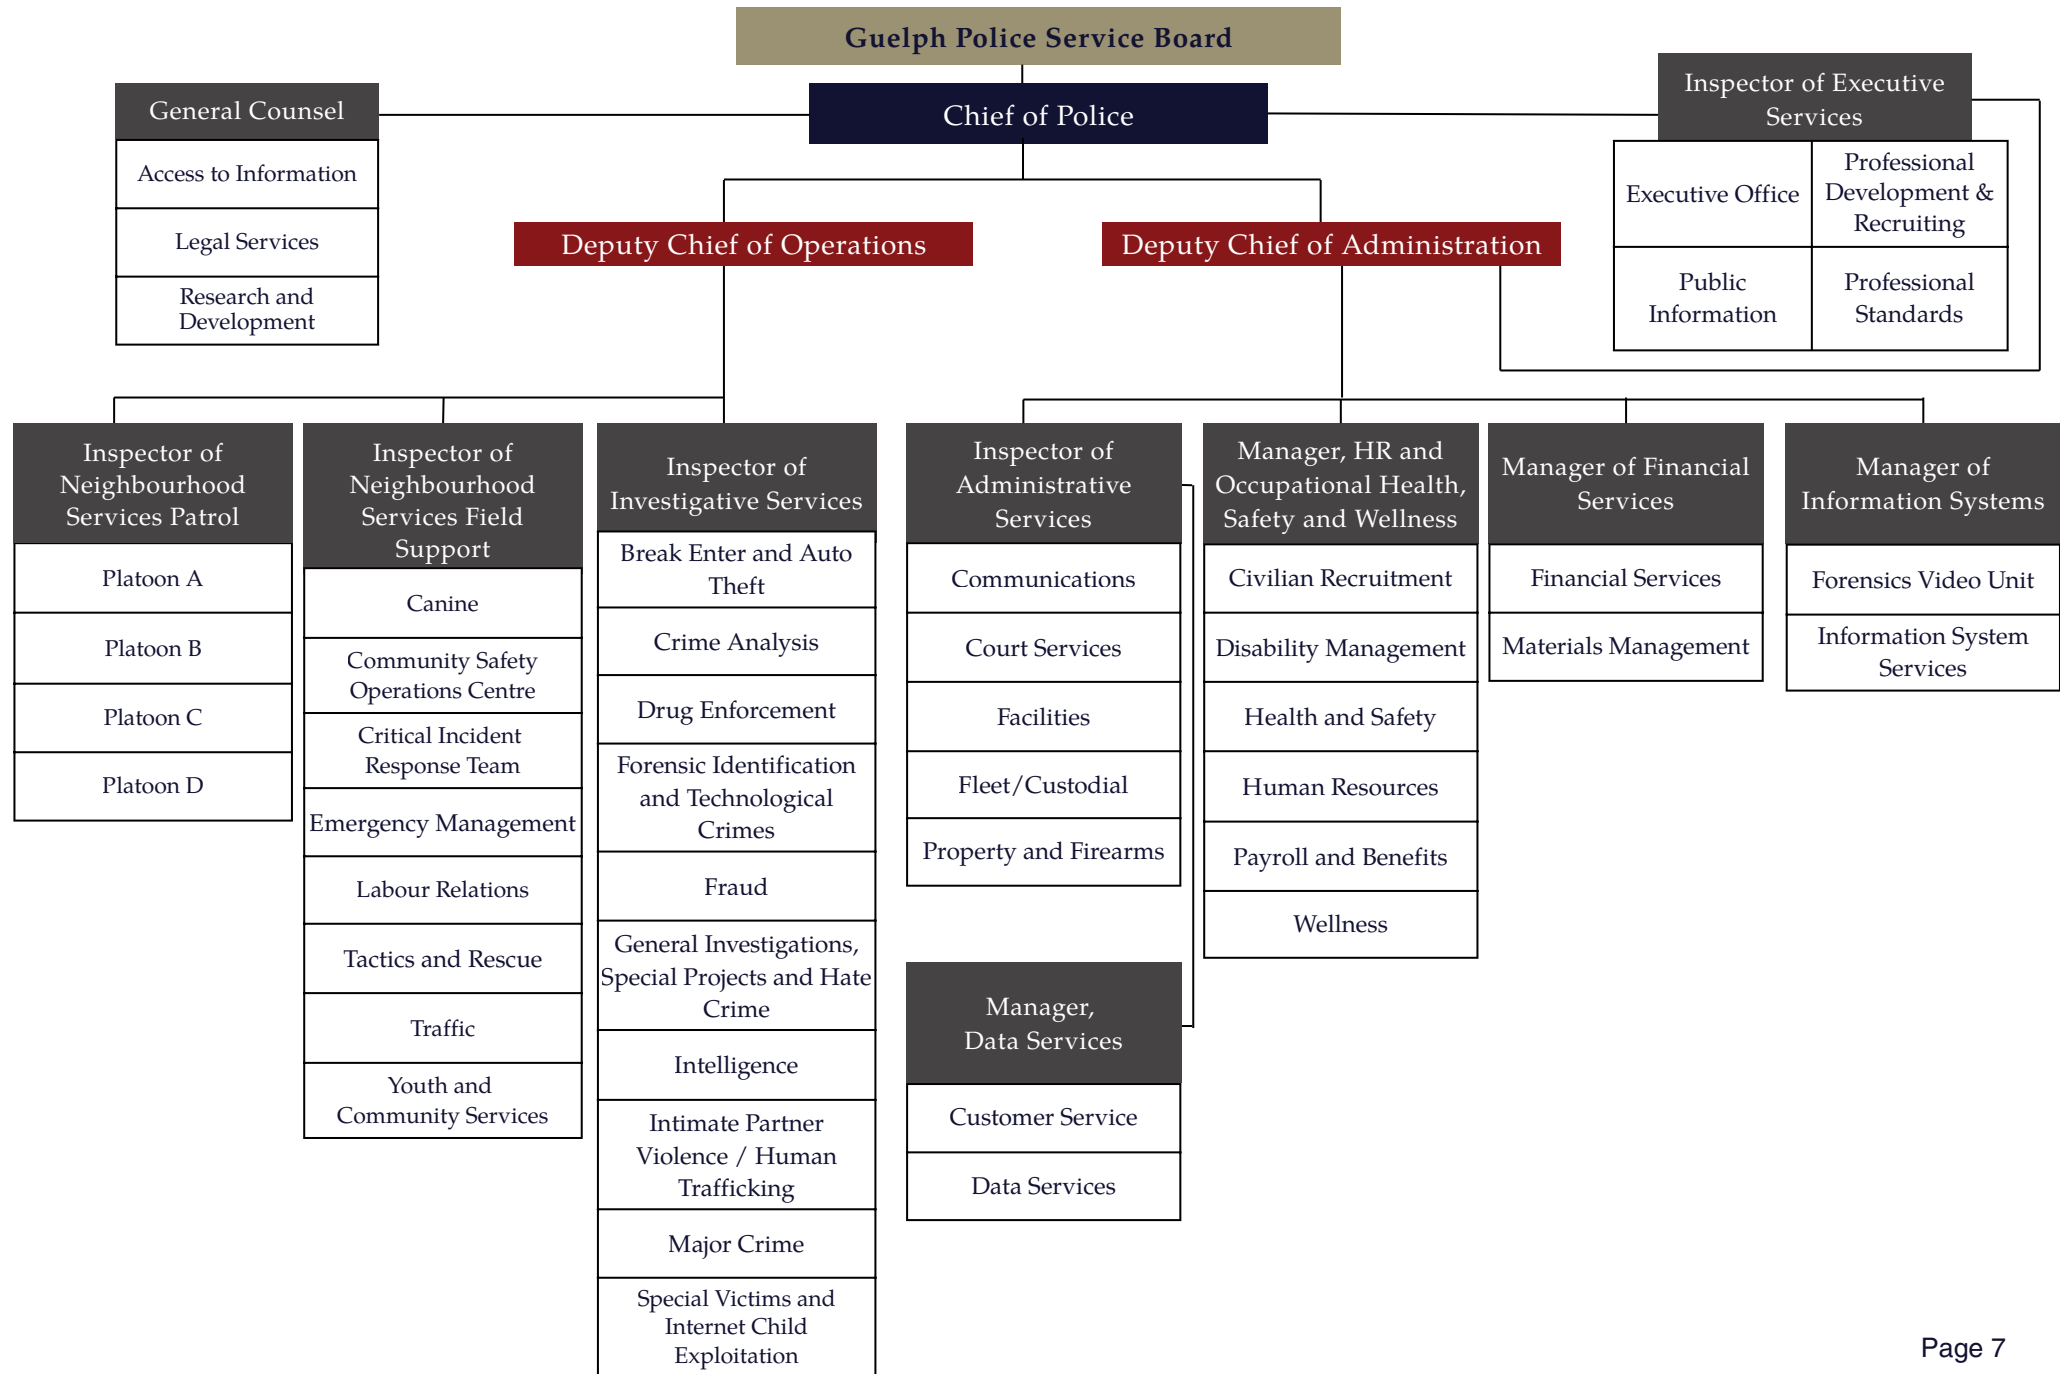 Guelph Police Service Board
Chief of Police
General Counsel
Access to Information
Legal Services
Research and
Development
Inspector of Executive
Services
Executive Office
Professional
Development &
Recruiting
Public
Information
Professional
Standards
Deputy Chief of Operations
Deputy Chief of Administration
Inspector of
Neighbourhood
Services Patrol
Platoon A
Platoon B
Platoon C
Platoon D
Inspector of
Neighbourhood
Services Field
Support
Canine
Community Safety
Operations Centre
Critical Incident
Response Team
Emergency Management
Labour Relations
Tactics and Rescue
Traffic
Youth and
Community Services
Inspector of
Investigative Services
Break Enter and Auto
Theft
Crime Analysis
Drug Enforcement
Forensic Identification
and Technological
Crimes
Fraud
General Investigations,
Special Projects and Hate
Crime
Intelligence
Intimate Partner
Violence / Human
Trafficking
Major Crime
Special Victims and
Internet Child
Exploitation
Inspector of
Administrative
Services
Communications
Court Services
Facilities
Fleet/Custodial
Property and Firearms
Manager,
Data Services
Customer Service
Data Services
Manager, HR and
Occupational Health,
Safety and Wellness
Civilian Recruitment
Disability Management
Health and Safety
Human Resources
Payroll and Benefits
Wellness
Manager of Financial
Services
Financial Services
Materials Management
Manager of
Information Systems
Forensics Video Unit
Information System
Services
Page 7